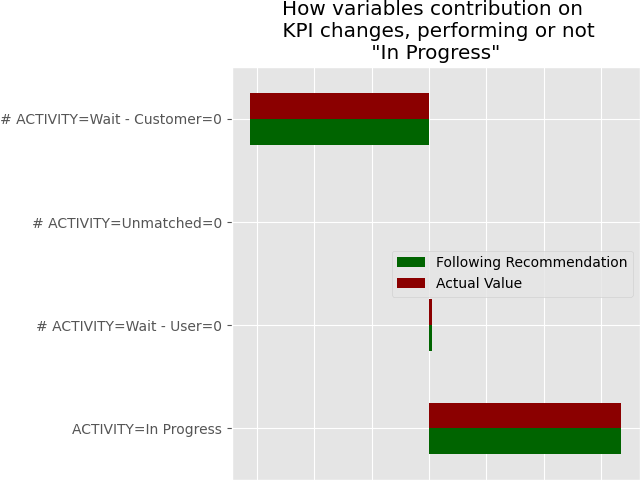 How variables contribution on
KPI changes, performing or not
"In Progress"
# ACTIVITY=Wait - Customer=0
# ACTIVITY=Unmatched=0
Following Recommendation
Actual Value
# ACTIVITY=Wait - User=0
ACTIVITY=In Progress